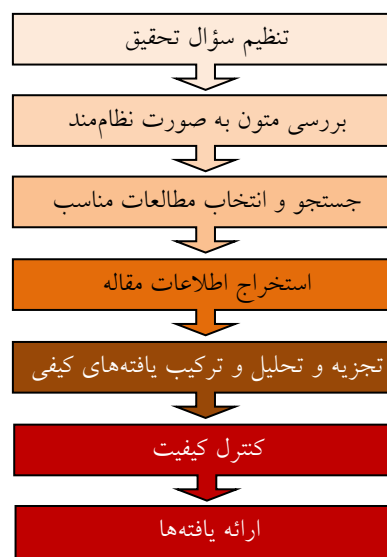 تنظیم سؤال تحقیق
بررسی متون به صورت نظام‌مند
جستجو و انتخاب مطالعات مناسب
استخراج اطلاعات مقاله
تجزیه و تحلیل و ترکیب یافته‌های کیفی
کنترل کیفیت
ارائه یافته‌ها